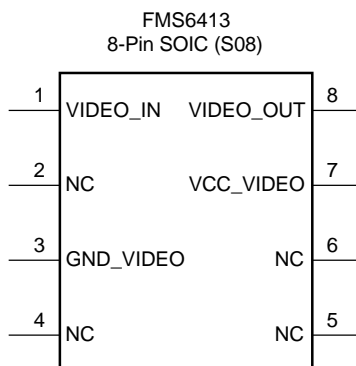 FMS6413
8-Pin SOIC (S08)
1 VIDEO_IN VIDEO_OUT 8
2 NC VCC_VIDEO 7
3 GND_VIDEO NC 6
4 NC NC 5